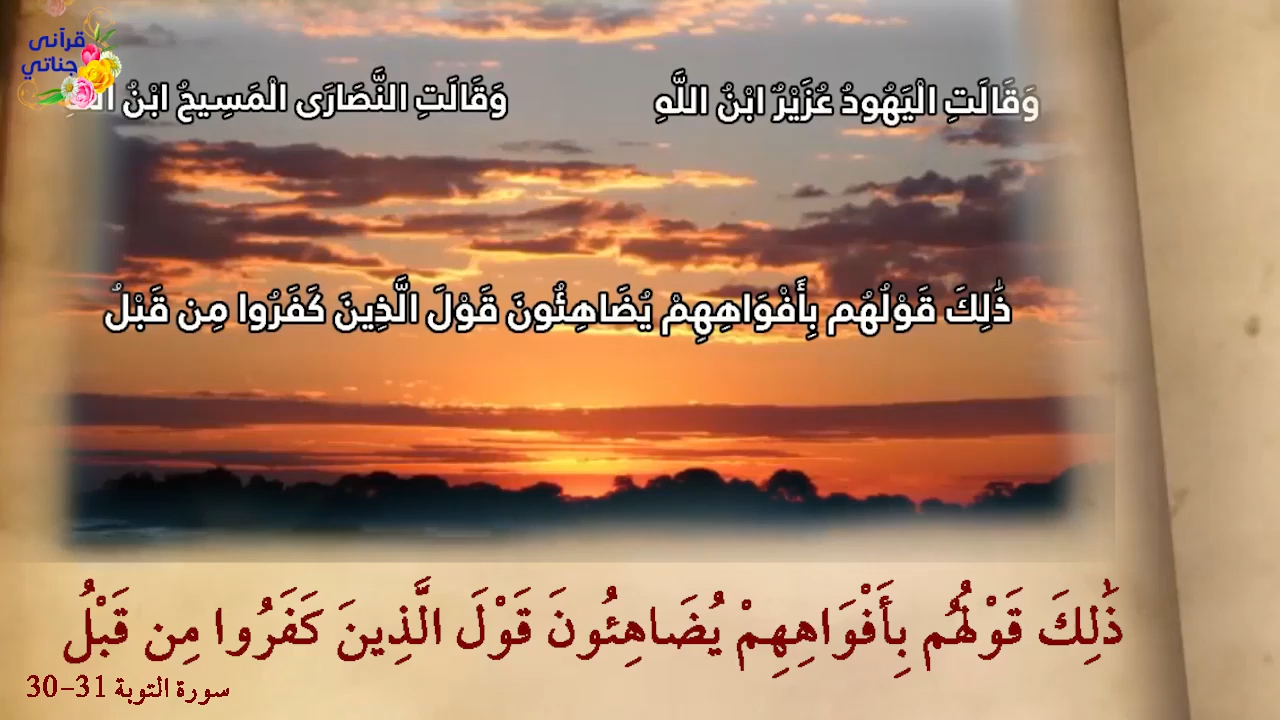 قرآنى
جناتي
وَقَالَتِ الْيَهُودُ عُزَيْرٌ ابْنُ اللَّهِ وَقَالَتِ النَّصَارَى الْمَسِيحُ ابْنُ
ذَٰلِكَ قَوْلُهُم بِأَفْوَاهِهِمْ يُضَاهِئُونَ قَوْلَ الَّذِينَ كَفَرُوا مِن قَبْلُ
ذَٰلِكَ قَوْلُهُم بِأَفْوَاهِهِمْ يُضَاهِئُونَ قَوْلَ الَّذِينَ كَفَرُوا مِن قَبْلُ
سورة التوبة 31-30